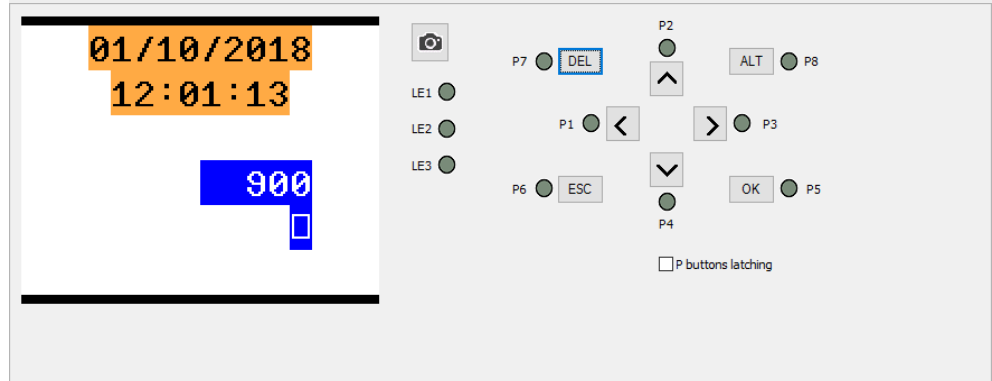 01/10/2018
12:01:13
900
LE1
LE2
LE3
P2
P7 DEL
ALT P8
P1
P3
P6 ESC
OK P5
P4
P buttons latching